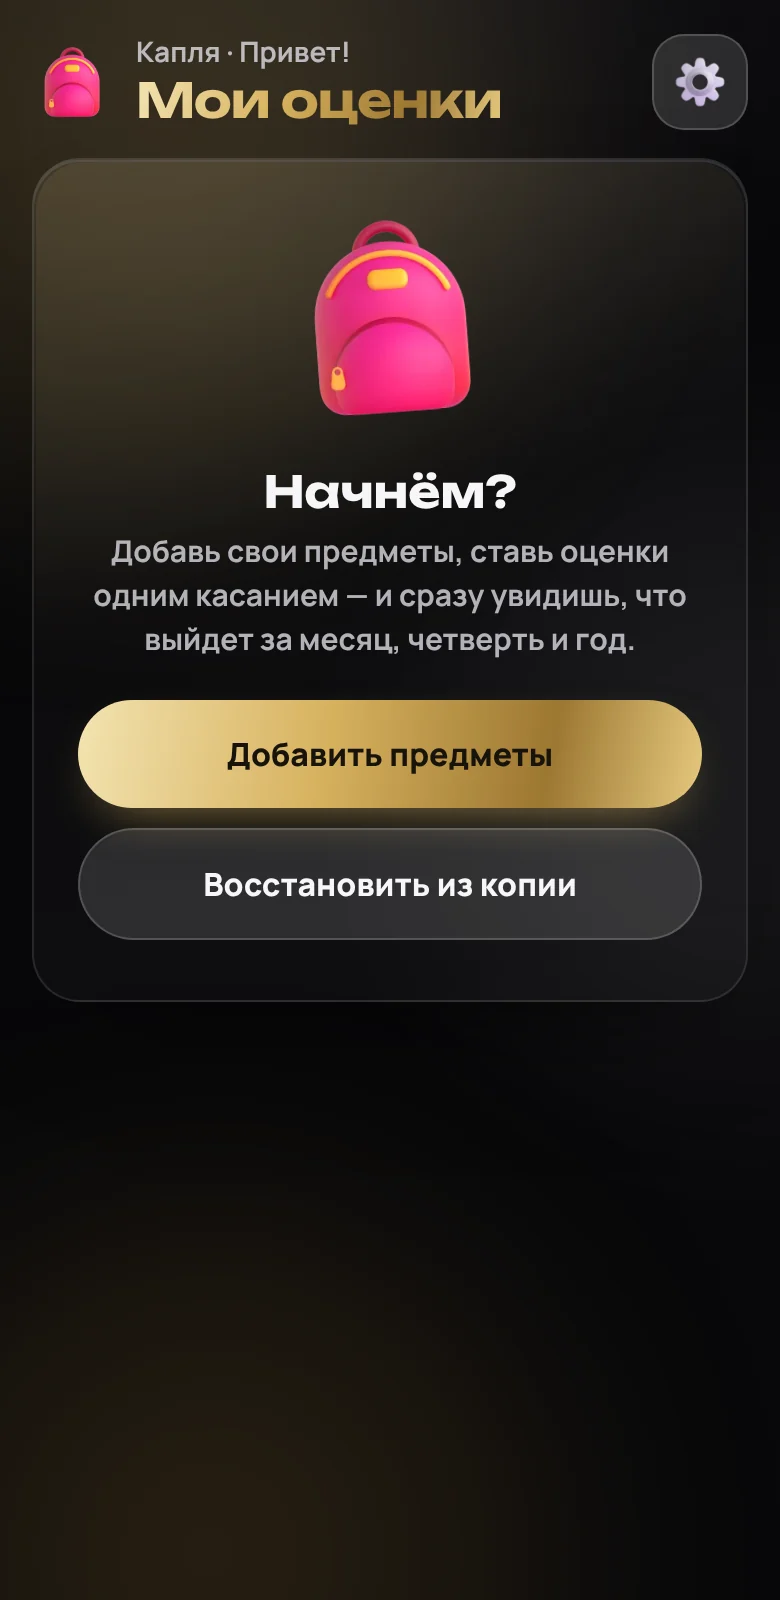 Капля · Привет!
Мои оценки
Начнём?
Добавь свои предметы, ставь оценки
одним касанием — и сразу увидишь, что
выйдет за месяц, четверть и год.
Добавить предметы
Восстановить из копии